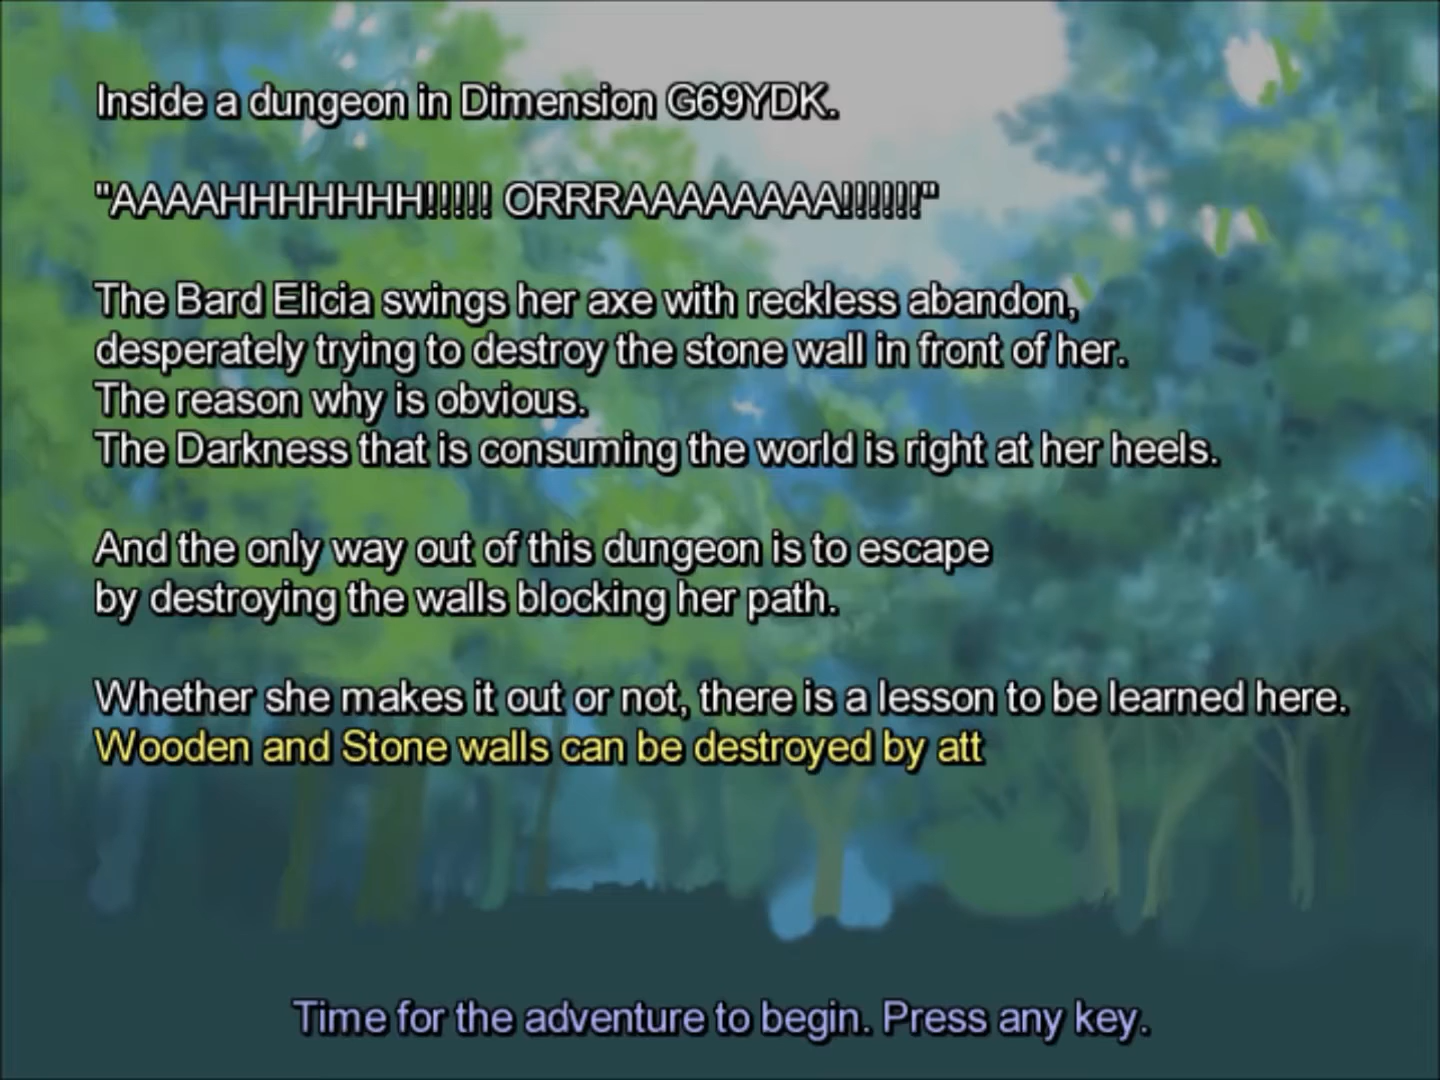 Inside a dungeon in Dimension G69YDK.
"AAAAHHHHHHH!!!!! ORRRAAAAAAAA!!!!!!"
The Bard Elicia swings her axe with reckless abandon,
desperately trying to destroy the stone wall in front of her.
The reason why is obvious.
The Darkness that is consuming the world is right at her heels.
And the only way out of this dungeon is to escape
by destroying the walls blocking her path.
Whether she makes it out or not, there is a lesson to be learned here.
Wooden and Stone walls can be destroyed by att
Time for the adventure to begin. Press any key.